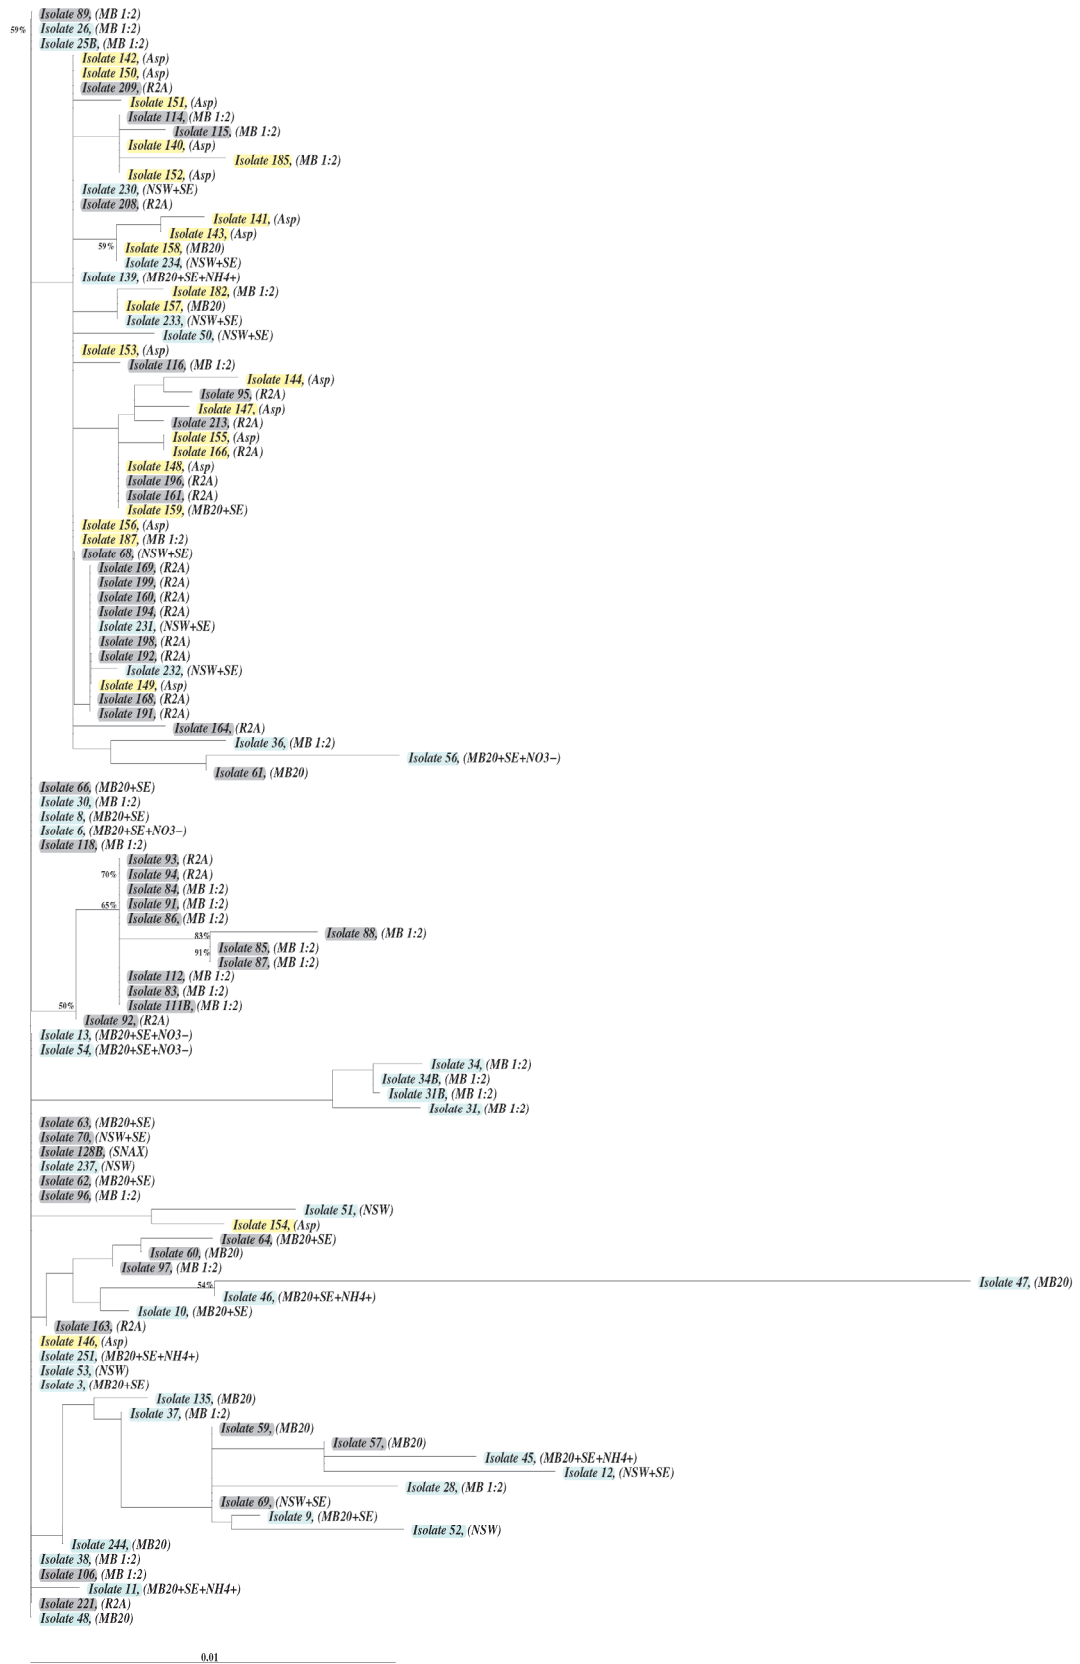 Isolate 89, (MB 1:2)
59%
Isolate 26, (MB 1:2)
Isolate 25B, (MB 1:2)
Isolate 142, (Asp)
Isolate 150, (Asp)
Isolate 209, (R2A)
Isolate 151, (Asp)
Isolate 114, (MB 1:2)
Isolate 115, (MB 1:2)
Isolate 140, (Asp)
Isolate 185, (MB 1:2)
Isolate 152, (Asp)
Isolate 230, (NSW+SE)
Isolate 208, (R2A)
Isolate 141, (Asp)
Isolate 143, (Asp)
59%
Isolate 158, (MB20)
Isolate 234, (NSW+SE)
Isolate 139, (MB20+SE+NH4+)
Isolate 182, (MB 1:2)
Isolate 157, (MB20)
Isolate 233, (NSW+SE)
Isolate 50, (NSW+SE)
Isolate 153, (Asp)
Isolate 116, (MB 1:2)
Isolate 144, (Asp)
Isolate 95, (R2A)
Isolate 147, (Asp)
Isolate 213, (R2A)
Isolate 155, (Asp)
Isolate 166, (R2A)
Isolate 148, (Asp)
Isolate 196, (R2A)
Isolate 161, (R2A)
Isolate 159, (MB20+SE)
Isolate 156, (Asp)
Isolate 187, (MB 1:2)
Isolate 68, (NSW+SE)
Isolate 169, (R2A)
Isolate 199, (R2A)
Isolate 160, (R2A)
Isolate 194, (R2A)
Isolate 231, (NSW+SE)
Isolate 198, (R2A)
Isolate 192, (R2A)
Isolate 232, (NSW+SE)
Isolate 149, (Asp)
Isolate 168, (R2A)
Isolate 191, (R2A)
Isolate 164, (R2A)
Isolate 36, (MB 1:2)
Isolate 56, (MB20+SE+NO3−)
Isolate 61, (MB20)
Isolate 66, (MB20+SE)
Isolate 30, (MB 1:2)
Isolate 8, (MB20+SE)
Isolate 6, (MB20+SE+NO3−)
Isolate 118, (MB 1:2)
Isolate 93, (R2A)
70%
Isolate 94, (R2A)
Isolate 84, (MB 1:2)
65%
Isolate 91, (MB 1:2)
Isolate 86, (MB 1:2)
83%
Isolate 88, (MB 1:2)
Isolate 85, (MB 1:2)
91%
Isolate 87, (MB 1:2)
Isolate 112, (MB 1:2)
Isolate 83, (MB 1:2)
50%
Isolate 111B, (MB 1:2)
Isolate 92, (R2A)
Isolate 13, (MB20+SE+NO3−)
Isolate 54, (MB20+SE+NO3−)
Isolate 34, (MB 1:2)
Isolate 34B, (MB 1:2)
Isolate 31B, (MB 1:2)
Isolate 31, (MB 1:2)
Isolate 63, (MB20+SE)
Isolate 70, (NSW+SE)
Isolate 128B, (SNAX)
Isolate 237, (NSW)
Isolate 62, (MB20+SE)
Isolate 96, (MB 1:2)
Isolate 51, (NSW)
Isolate 154, (Asp)
Isolate 64, (MB20+SE)
Isolate 60, (MB20)
Isolate 97, (MB 1:2)
54%
Isolate 47, (MB20)
Isolate 46, (MB20+SE+NH4+)
Isolate 10, (MB20+SE)
Isolate 163, (R2A)
Isolate 146, (Asp)
Isolate 251, (MB20+SE+NH4+)
Isolate 53, (NSW)
Isolate 3, (MB20+SE)
Isolate 135, (MB20)
Isolate 37, (MB 1:2)
Isolate 59, (MB20)
Isolate 57, (MB20)
Isolate 45, (MB20+SE+NH4+)
Isolate 12, (NSW+SE)
Isolate 28, (MB 1:2)
Isolate 69, (NSW+SE)
Isolate 9, (MB20+SE)
Isolate 52, (NSW)
Isolate 244, (MB20)
Isolate 38, (MB 1:2)
Isolate 106, (MB 1:2)
Isolate 11, (MB20+SE+NH4+)
Isolate 221, (R2A)
Isolate 48, (MB20)
0.01